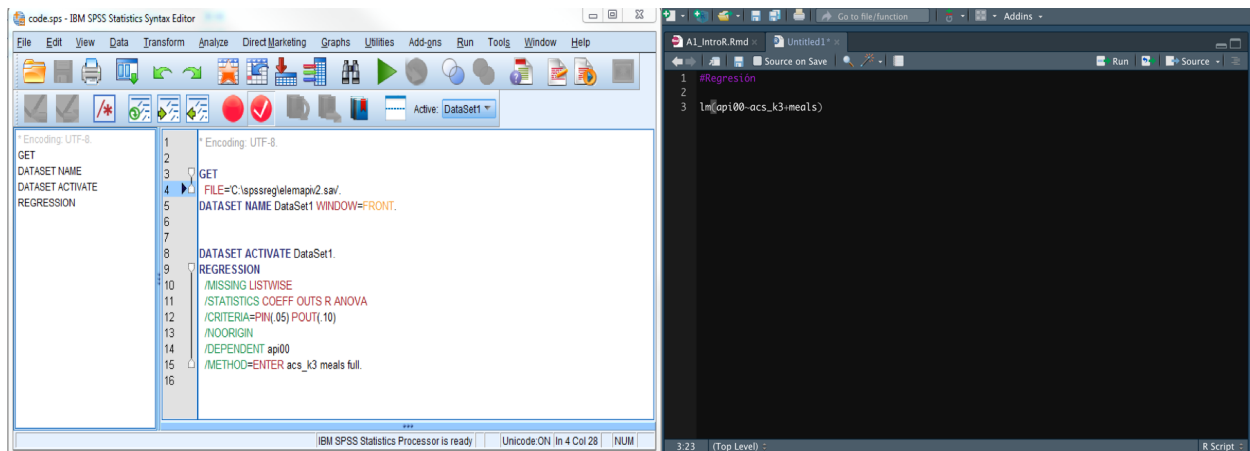 code.sps - IBM SPSS Statistics Syntax Editor
File Edit View Data Transform Analyze Direct Marketing Graphs Utilities Add-ons Run Tools Window Help
Active: DataSet1
* Encoding: UTF-8.
GET
DATASET NAME
DATASET ACTIVATE
REGRESSION
1 * Encoding: UTF-8.
2
3 GET
4 FILE='C:\spssreg\elemapiv2.sav'.
5 DATASET NAME DataSet1 WINDOW=FRONT.
6
7
8 DATASET ACTIVATE DataSet1.
9 REGRESSION
10 /MISSING LISTWISE
11 /STATISTICS COEFF OUTS R ANOVA
12 /CRITERIA=PIN(.05) POUT(.10)
13 /NOORIGIN
14 /DEPENDENT api00
15 /METHOD=ENTER acs_k3 meals full.
16
IBM SPSS Statistics Processor is ready Unicode:ON In 4 Col 28 NUM
Go to file/function Addins
A1_IntroR.Rmd × Untitled1* ×
Source on Save Run Source
1 #Regresión
2
3 lm(api00~acs_k3+meals)
3:23 (Top Level) R Script